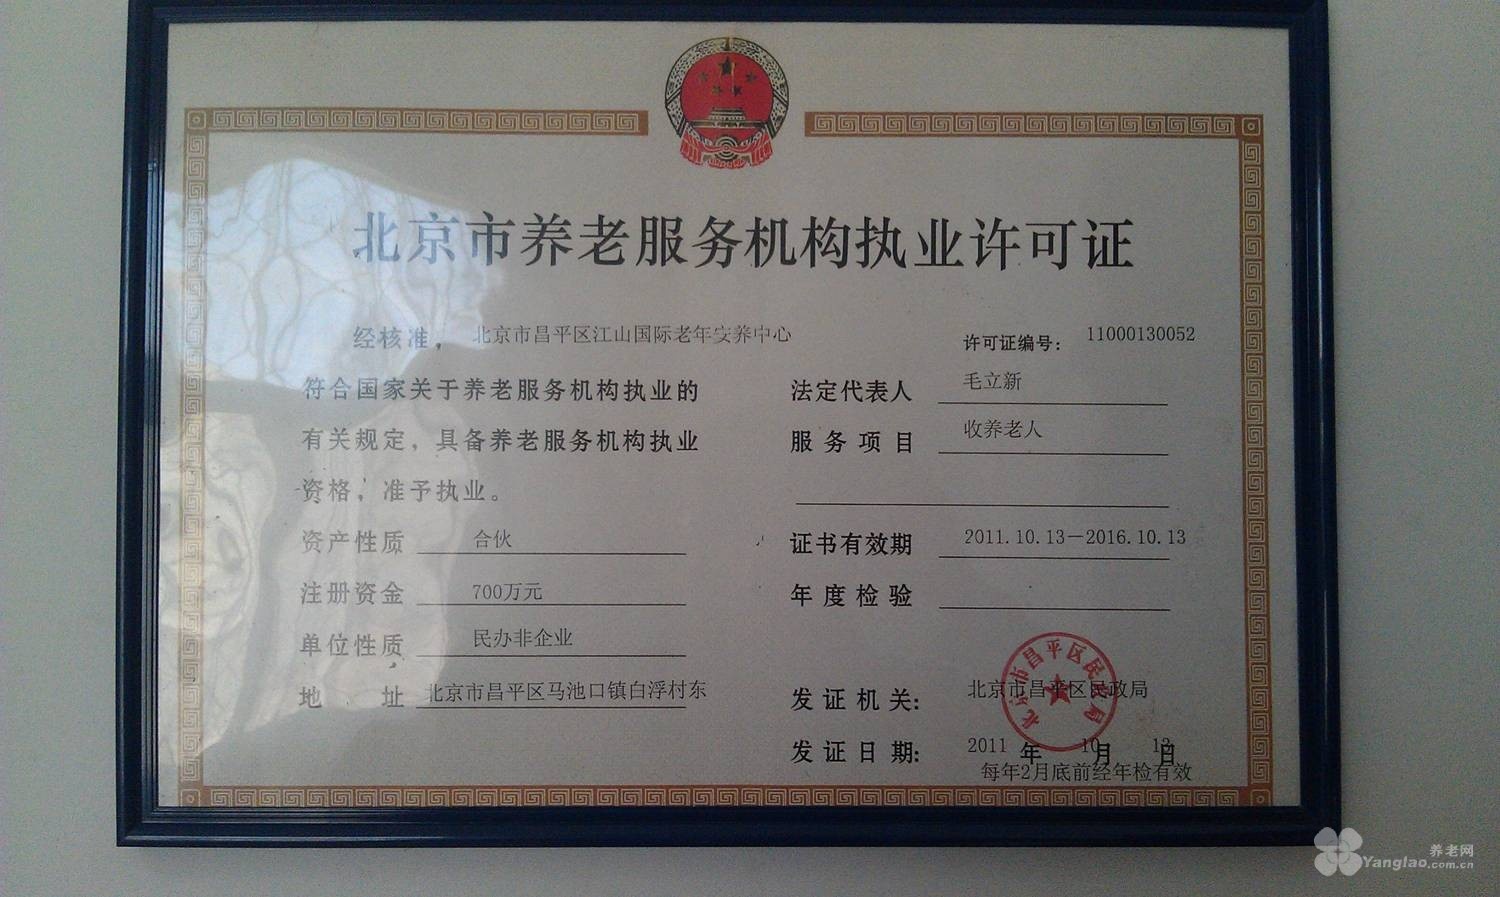 北京市养老服务机构执业许可证
经核准， 北京市昌平区江山国际老年安养中心
符合国家关于养老服务机构执业的
有关规定，具备养老服务机构执业
资格，准予执业。
资产性质 合伙
注册资金 700万元
单位性质 民办非企业
地 址 北京市昌平区马池口镇白浮村东
许可证编号： 11000130052
法定代表人 毛立新
服务项目 收养老人
证书有效期 2011.10.13－2016.10.13
年度检验
发证机关: 北京市昌平区民政局
北京市昌平区民政局
发证日期: 2011 年 10月 13日
每年2月底前经年检有效
养老网
Yanglao.com.cn